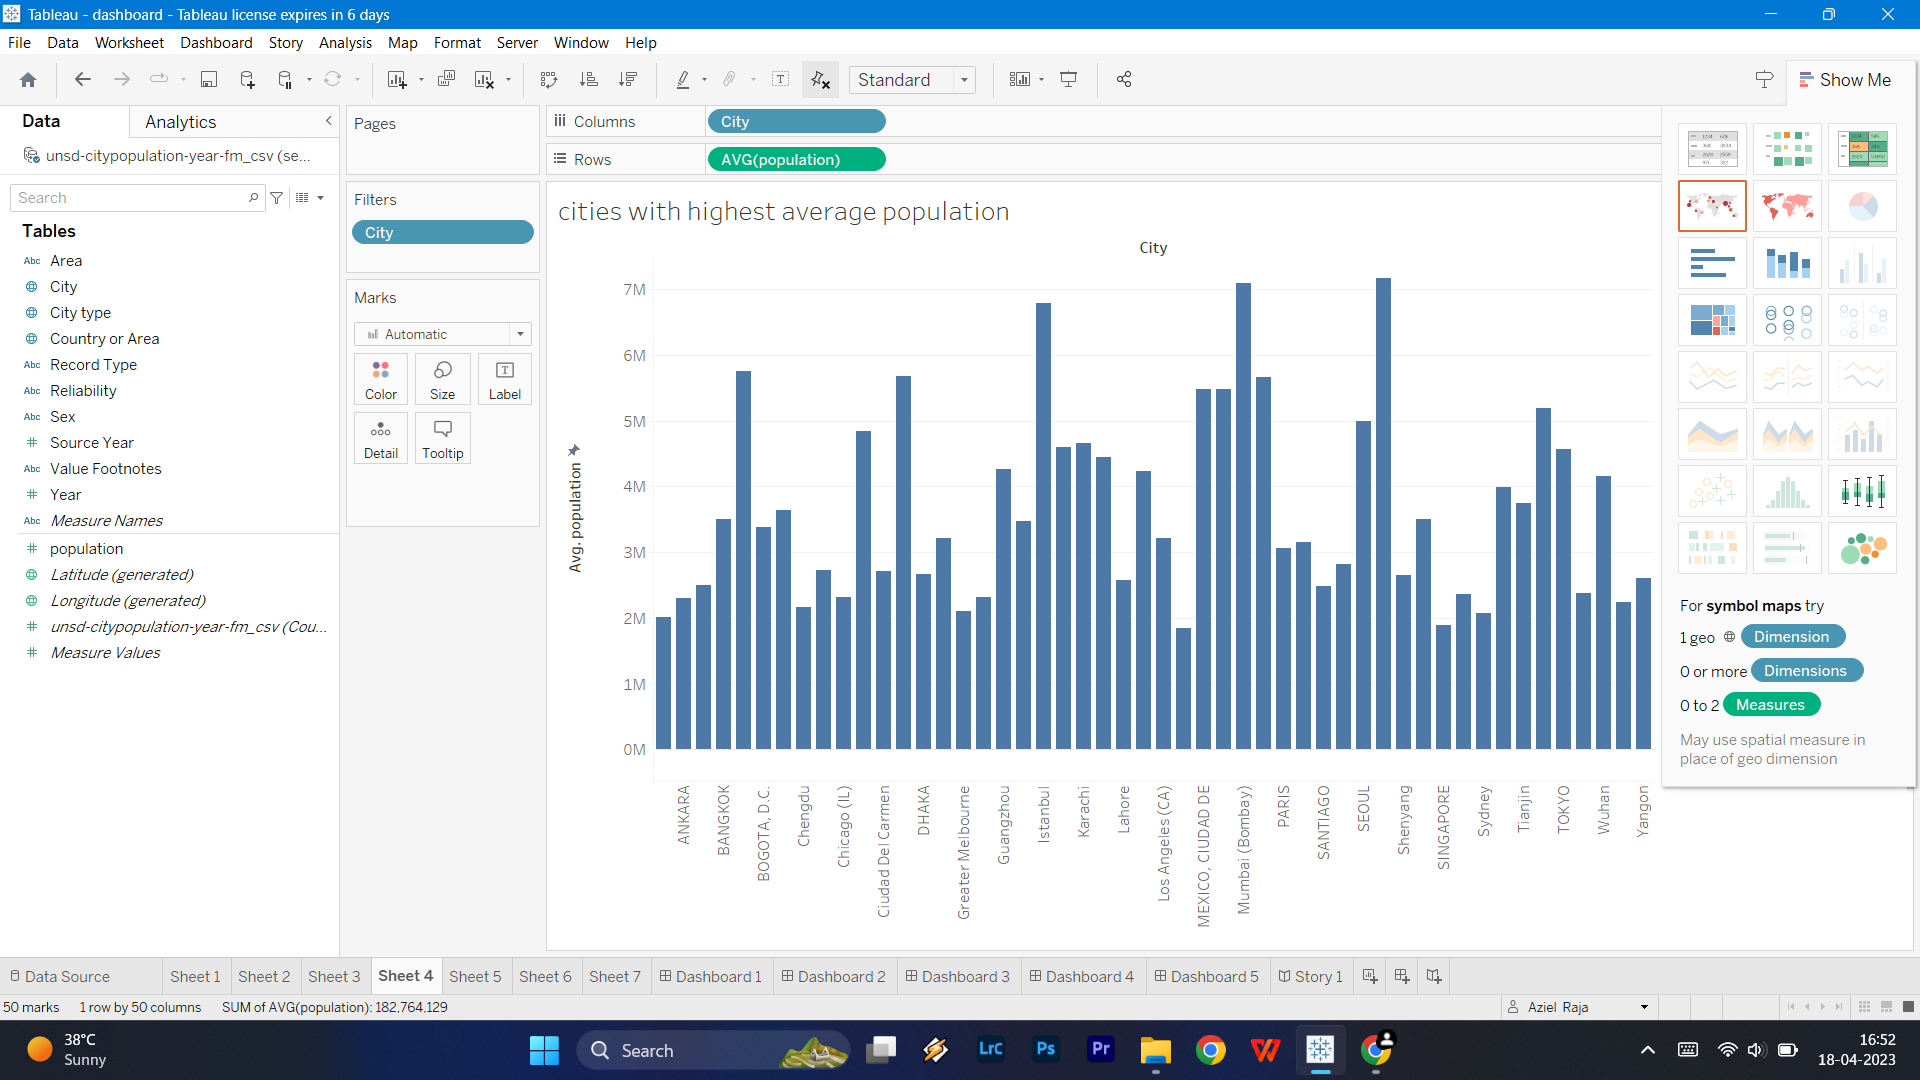 Tableau - dashboard - Tableau license expires in 6 days
File Data Worksheet Dashboard Story Analysis Map Format Server Window Help
Standard
Show Me
Data
Analytics
unsd-citypopulation-year-fm_csv (se...
Search
Tables
Abc Area
City
City type
Country or Area
Abc Record Type
Abc Reliability
Abc Sex
Source Year
Abc Value Footnotes
Year
Abc Measure Names
population
Latitude (generated)
Longitude (generated)
unsd-citypopulation-year-fm_csv (Cou...
Measure Values
Pages
Filters
City
Marks
Automatic
Color Size Label
Detail Tooltip
Columns City
Rows AVG(population)
cities with highest average population
City
Avg. population
7M
6M
5M
4M
3M
2M
1M
0M
ANKARA
BANGKOK
BOGOTA, D.C.
Chengdu
Chicago (IL)
Ciudad Del Carmen
DHAKA
Greater Melbourne
Guangzhou
Istanbul
Karachi
Lahore
Los Angeles (CA)
MEXICO, CIUDAD DE
Mumbai (Bombay)
PARIS
SANTIAGO
SEOUL
Shenyang
SINGAPORE
Sydney
Tianjin
TOKYO
Wuhan
Yangon
For symbol maps try
1 geo Dimension
0 or more Dimensions
0 to 2 Measures
May use spatial measure in
place of geo dimension
Data Source Sheet 1 Sheet 2 Sheet 3 Sheet 4 Sheet 5 Sheet 6 Sheet 7 Dashboard 1 Dashboard 2 Dashboard 3 Dashboard 4 Dashboard 5 Story 1
50 marks 1 row by 50 columns SUM of AVG(population): 182,764,129
Aziel Raja
38°C
Sunny
Search
LrC
Ps
Pr
16:52
18-04-2023